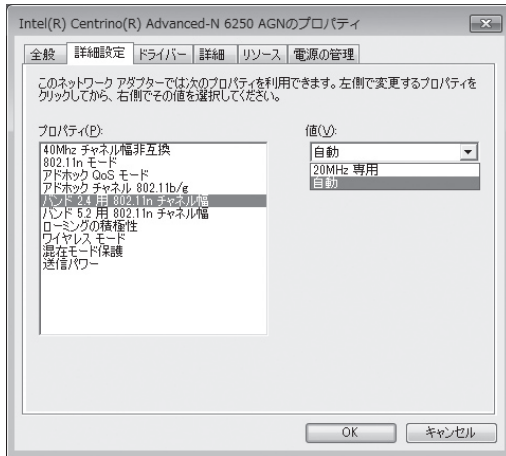 Intel(R) Centrino(R) Advanced-N 6250 AGNのプロパティ
全般 詳細設定 ドライバー 詳細 リソース 電源の管理
このネットワーク アダプターでは次のプロパティを利用できます。左側で変更するプロパティを
クリックしてから、右側でその値を選択してください。
プロパティ(P): 値(V):
40Mhz チャネル幅非互換 自動
802.11n モード 20MHz 専用
アドホック QoS モード 自動
アドホック チャネル 802.11b/g
バンド 2.4 用 802.11n チャネル幅
バンド 5.2 用 802.11n チャネル幅
ローミングの積極性
ワイヤレス モード
混在モード保護
送信パワー
OK キャンセル